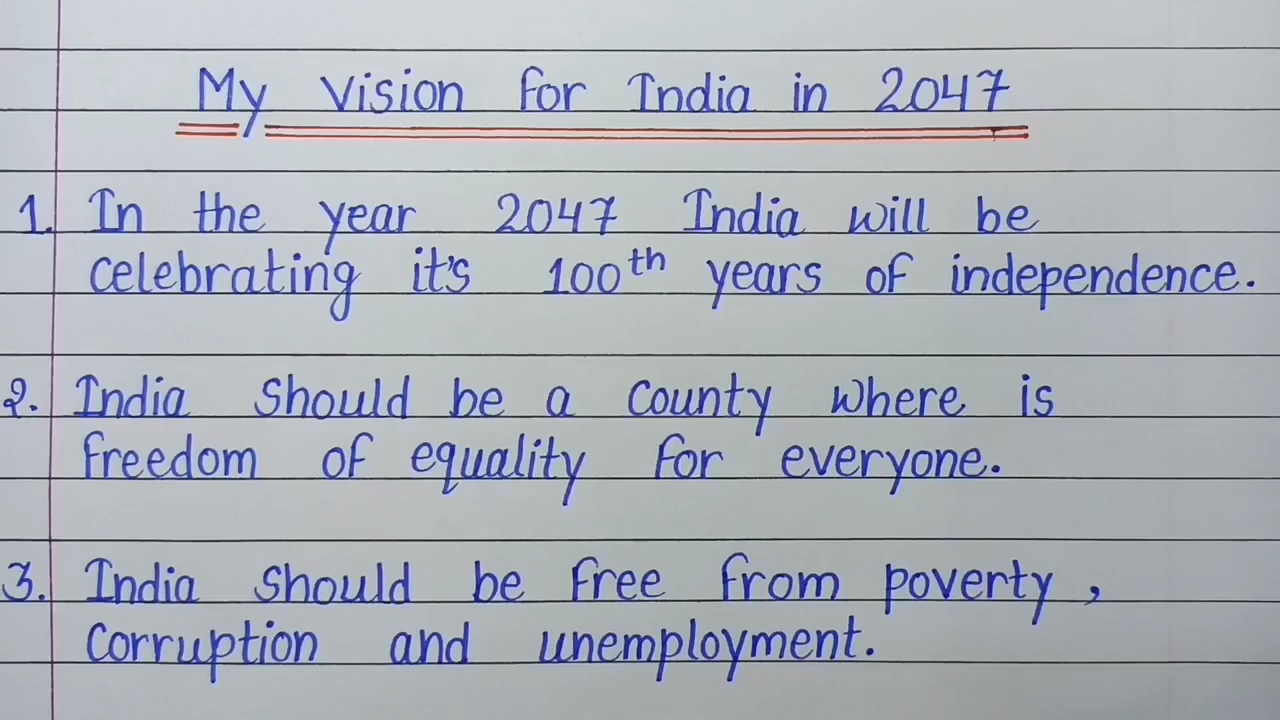 My vision for India in 2047
1. In the year 2047 India will be
celebrating it's 100th years of independence.
2. India should be a county where is
freedom of equality for everyone.
3. India should be free from poverty,
corruption and unemployment.